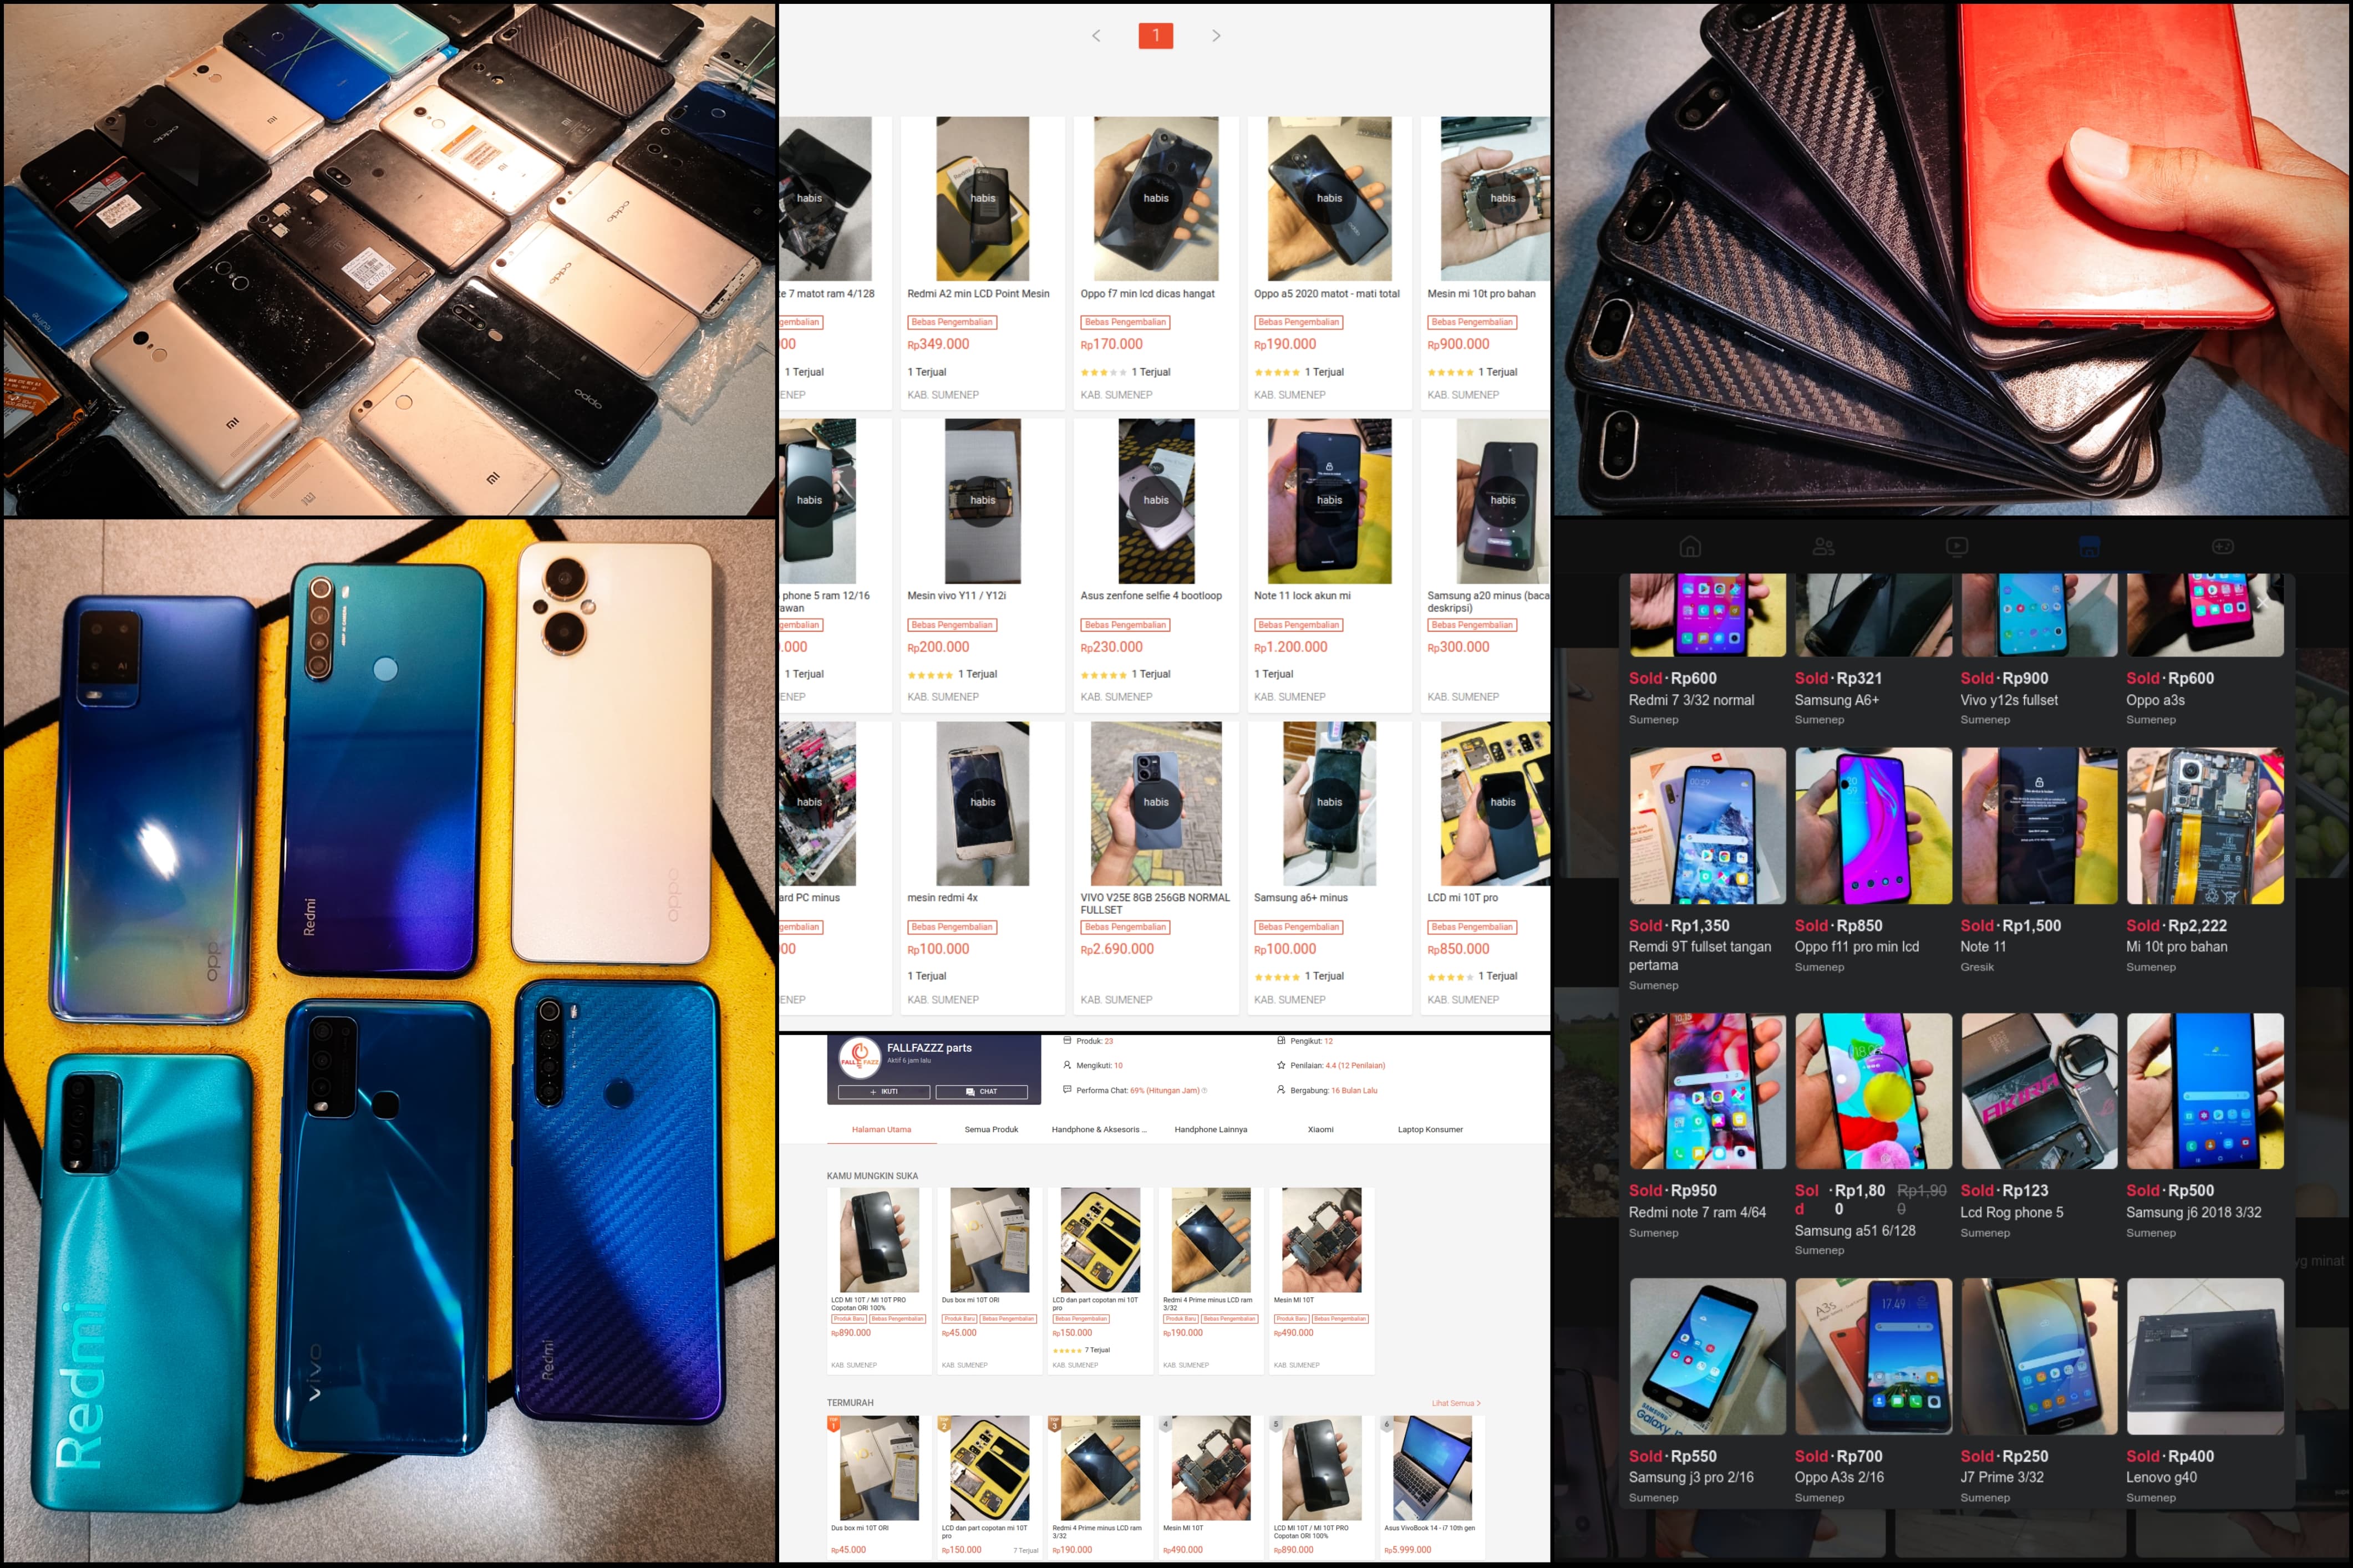 oppo
mi
mi
oppo
oppo
oppo
oppo
mi
mi
mi
realme
AI
oppo
Redmi
oppo
Redmi
vivo
Redmi
1
habis
habis
habis
habis
habis
te 7 matot ram 4/128
Redmi A2 min LCD Point Mesin
Oppo f7 min lcd dicas hangat
Oppo a5 2020 matot - mati total
Mesin mi 10t pro bahan
gembalian
Bebas Pengembalian
Bebas Pengembalian
Bebas Pengembalian
Bebas Pengembalian
00
Rp349.000
Rp170.000
Rp190.000
Rp900.000
1 Terjual
1 Terjual
1 Terjual
1 Terjual
1 Terjual
ENEP
KAB. SUMENEP
KAB. SUMENEP
KAB. SUMENEP
KAB. SUMENEP
habis
habis
habis
habis
habis
phone 5 ram 12/16
awan
Mesin vivo Y11 / Y12i
Asus zenfone selfie 4 bootloop
Note 11 lock akun mi
Samsung a20 minus (baca
deskripsi)
gembalian
Bebas Pengembalian
Bebas Pengembalian
Bebas Pengembalian
Bebas Pengembalian
.000
Rp200.000
Rp230.000
Rp1.200.000
Rp300.000
1 Terjual
1 Terjual
1 Terjual
1 Terjual
ENEP
KAB. SUMENEP
KAB. SUMENEP
KAB. SUMENEP
KAB. SUMENEP
habis
habis
habis
habis
habis
ard PC minus
mesin redmi 4x
VIVO V25E 8GB 256GB NORMAL
FULLSET
Samsung a6+ minus
LCD mi 10T pro
gembalian
Bebas Pengembalian
Bebas Pengembalian
Bebas Pengembalian
Bebas Pengembalian
00
Rp100.000
Rp2.690.000
Rp100.000
Rp850.000
1 Terjual
1 Terjual
1 Terjual
ENEP
KAB. SUMENEP
KAB. SUMENEP
KAB. SUMENEP
KAB. SUMENEP
FALLFAZZZ parts
Aktif 6 jam lalu
FALL FAZZ
+ IKUTI
CHAT
Produk: 23
Mengikuti: 10
Performa Chat: 69% (Hitungan Jam)
Pengikut: 12
Penilaian: 4.4 (12 Penilaian)
Bergabung: 16 Bulan Lalu
Halaman Utama
Semua Produk
Handphone & Aksesoris ...
Handphone Lainnya
Xiaomi
Laptop Konsumer
KAMU MUNGKIN SUKA
LCD MI 10T / MI 10T PRO
Copotan ORI 100%
Produk Baru
Bebas Pengembalian
Rp890.000
KAB. SUMENEP
Dus box mi 10T ORI
Produk Baru
Bebas Pengembalian
Rp45.000
KAB. SUMENEP
LCD dan part copotan mi 10T
pro
Bebas Pengembalian
Rp150.000
7 Terjual
KAB. SUMENEP
Redmi 4 Prime minus LCD ram
3/32
Produk Baru
Bebas Pengembalian
Rp190.000
KAB. SUMENEP
Mesin MI 10T
Produk Baru
Bebas Pengembalian
Rp490.000
KAB. SUMENEP
TERMURAH
Lihat Semua >
TOP
1
TOP
2
TOP
3
4
5
6
Dus box mi 10T ORI
Rp45.000
LCD dan part copotan mi 10T
pro
Rp150.000
7 Terjual
Redmi 4 Prime minus LCD ram
3/32
Rp190.000
Mesin MI 10T
Rp490.000
LCD MI 10T / MI 10T PRO
Copotan ORI 100%
Rp890.000
Asus VivoBook 14 - i7 10th gen
Rp5.999.000
Sold · Rp600
Redmi 7 3/32 normal
Sumenep
Sold · Rp321
Samsung A6+
Sumenep
Sold · Rp900
Vivo y12s fullset
Sumenep
Sold · Rp600
Oppo a3s
Sumenep
00:29
Sold · Rp1,350
Remdi 9T fullset tangan
pertama
Sumenep
Sold · Rp850
Oppo f11 pro min lcd
Sumenep
Sold · Rp1,500
Note 11
Gresik
Sold · Rp2,222
Mi 10t pro bahan
Sumenep
Sold · Rp950
Redmi note 7 ram 4/64
Sumenep
Sol
d
· Rp1,80
0
Rp1,90
0
Samsung a51 6/128
Sumenep
AKIRA
Sold · Rp123
Lcd Rog phone 5
Sumenep
Sold · Rp500
Samsung j6 2018 3/32
Sumenep
yg minat
SAMSUNG
Galaxy
Sold · Rp550
Samsung j3 pro 2/16
Sumenep
A3s
17.49
Sold · Rp700
Oppo A3s 2/16
Sumenep
Sold · Rp250
J7 Prime 3/32
Sumenep
Sold · Rp400
Lenovo g40
Sumenep